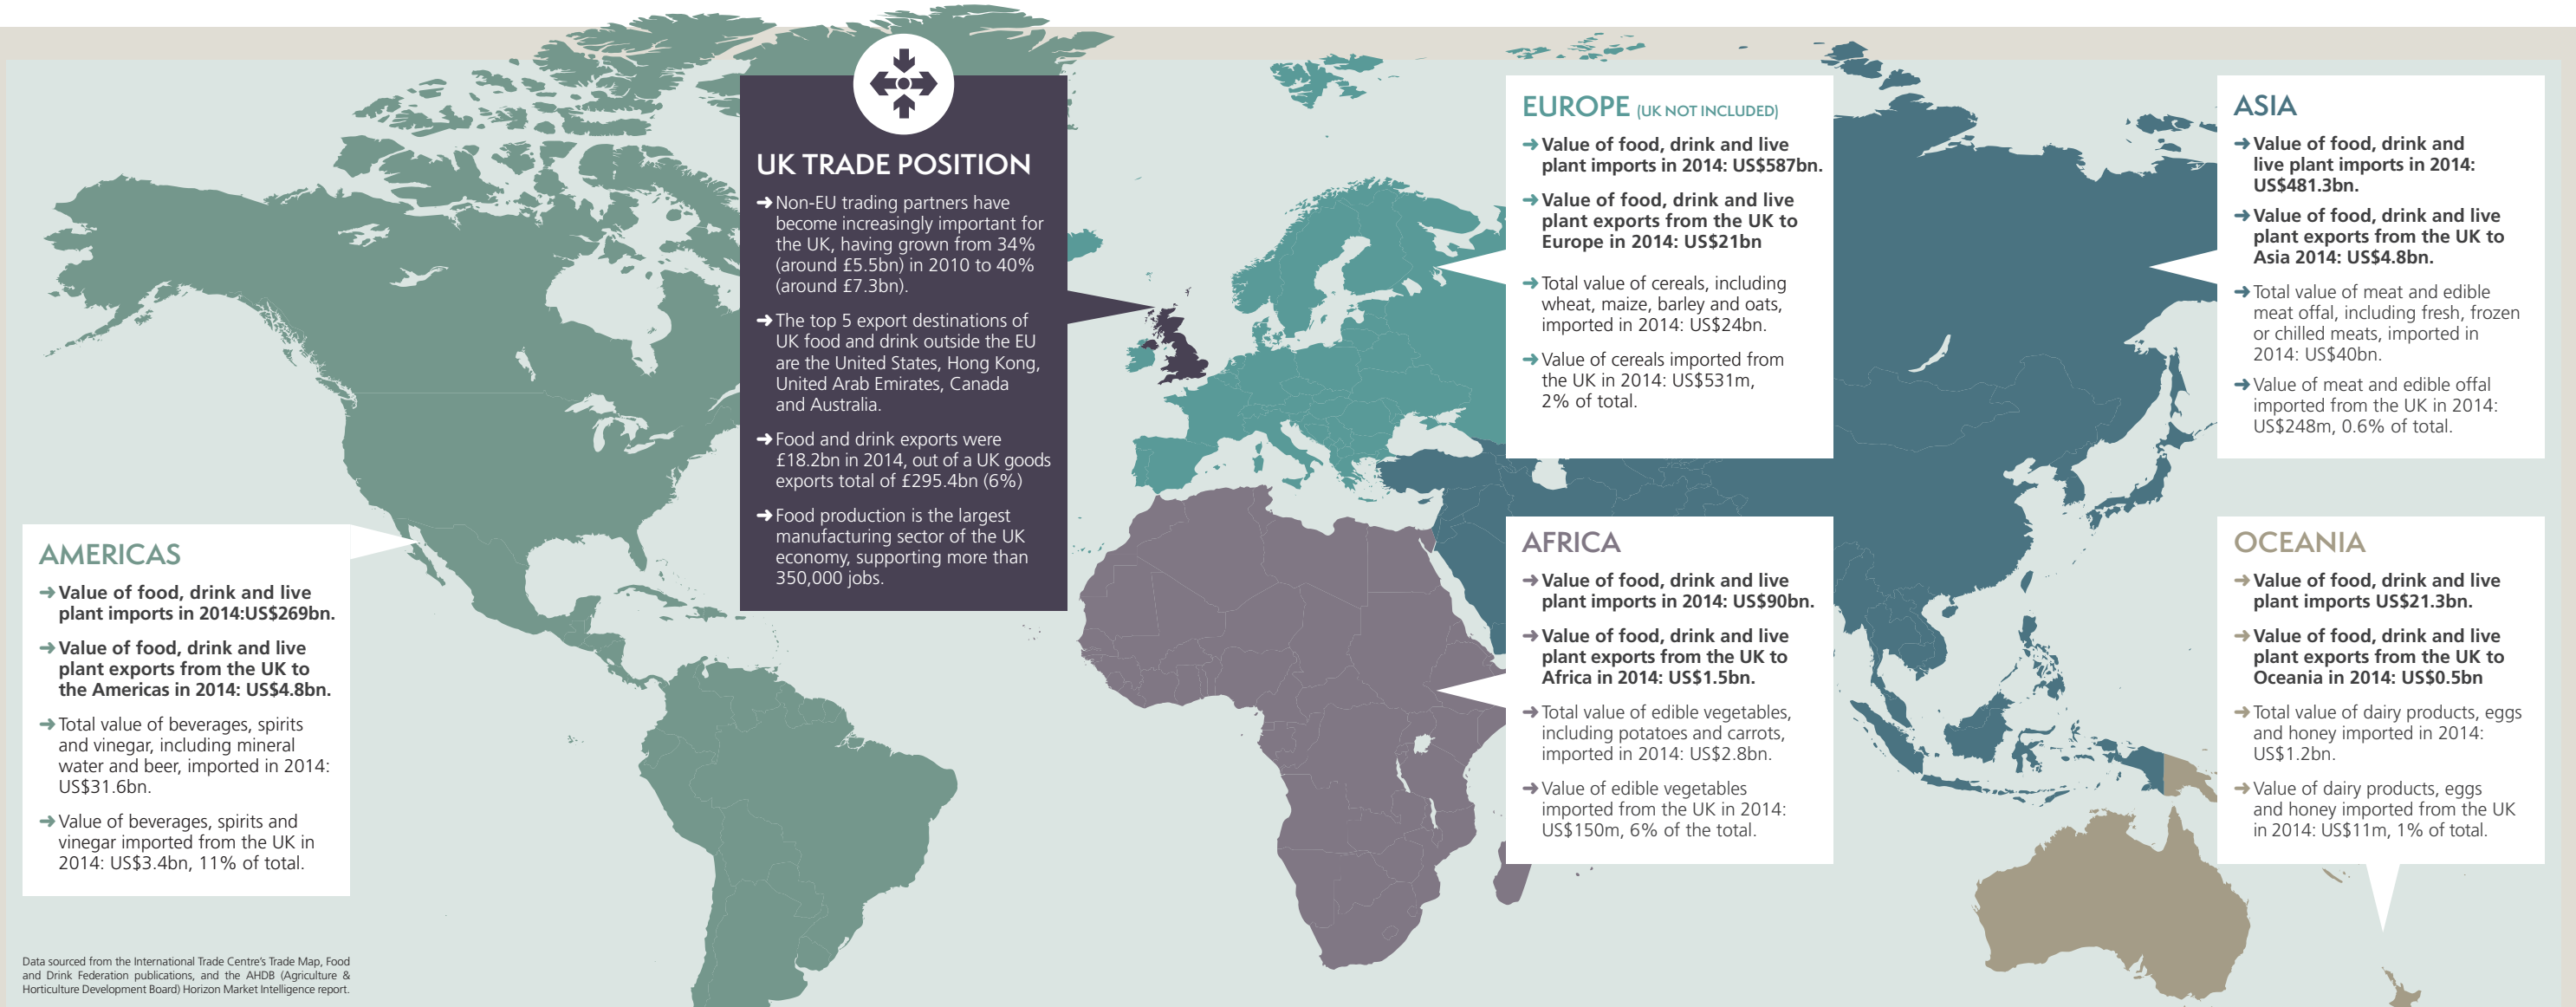 UK TRADE POSITION
➔ Non-EU trading partners have
become increasingly important for
the UK, having grown from 34%
(around £5.5bn) in 2010 to 40%
(around £7.3bn).
➔ The top 5 export destinations of
UK food and drink outside the EU
are the United States, Hong Kong,
United Arab Emirates, Canada
and Australia.
➔ Food and drink exports were
£18.2bn in 2014, out of a UK goods
exports total of £295.4bn (6%)
➔ Food production is the largest
manufacturing sector of the UK
economy, supporting more than
350,000 jobs.
EUROPE (UK NOT INCLUDED)
➔ Value of food, drink and live
plant imports in 2014: US$587bn.
➔ Value of food, drink and live
plant exports from the UK to
Europe in 2014: US$21bn
➔ Total value of cereals, including
wheat, maize, barley and oats,
imported in 2014: US$24bn.
➔ Value of cereals imported from
the UK in 2014: US$531m,
2% of total.
ASIA
➔ Value of food, drink and
live plant imports in 2014:
US$481.3bn.
➔ Value of food, drink and live
plant exports from the UK to
Asia 2014: US$4.8bn.
➔ Total value of meat and edible
meat offal, including fresh, frozen
or chilled meats, imported in
2014: US$40bn.
➔ Value of meat and edible offal
imported from the UK in 2014:
US$248m, 0.6% of total.
AMERICAS
➔ Value of food, drink and live
plant imports in 2014:US$269bn.
➔ Value of food, drink and live
plant exports from the UK to
the Americas in 2014: US$4.8bn.
➔ Total value of beverages, spirits
and vinegar, including mineral
water and beer, imported in 2014:
US$31.6bn.
➔ Value of beverages, spirits and
vinegar imported from the UK in
2014: US$3.4bn, 11% of total.
AFRICA
➔ Value of food, drink and live
plant imports in 2014: US$90bn.
➔ Value of food, drink and live
plant exports from the UK to
Africa in 2014: US$1.5bn.
➔ Total value of edible vegetables,
including potatoes and carrots,
imported in 2014: US$2.8bn.
➔ Value of edible vegetables
imported from the UK in 2014:
US$150m, 6% of the total.
OCEANIA
➔ Value of food, drink and live
plant imports US$21.3bn.
➔ Value of food, drink and live
plant exports from the UK to
Oceania in 2014: US$0.5bn
➔ Total value of dairy products, eggs
and honey imported in 2014:
US$1.2bn.
➔ Value of dairy products, eggs
and honey imported from the UK
in 2014: US$11m, 1% of total.
Data sourced from the International Trade Centre's Trade Map, Food
and Drink Federation publications, and the AHDB (Agriculture &
Horticulture Development Board) Horizon Market Intelligence report.